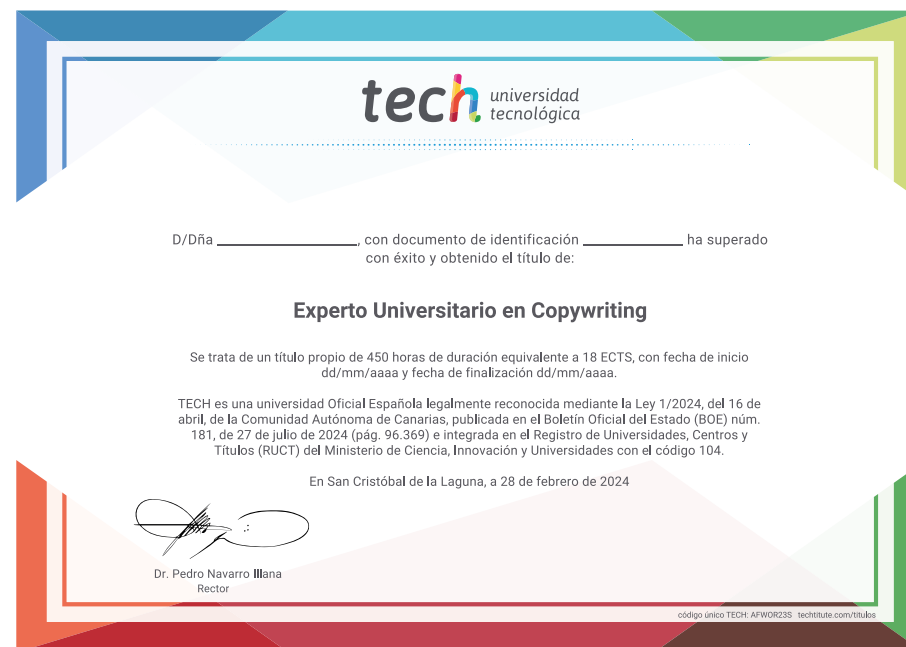 tech universidad
tecnológica
D/Dña ____________________, con documento de identificación ______________ ha superado
con éxito y obtenido el título de:
Experto Universitario en Copywriting
Se trata de un título propio de 450 horas de duración equivalente a 18 ECTS, con fecha de inicio
dd/mm/aaaa y fecha de finalización dd/mm/aaaa.
TECH es una universidad Oficial Española legalmente reconocida mediante la Ley 1/2024, del 16 de
abril, de la Comunidad Autónoma de Canarias, publicada en el Boletín Oficial del Estado (BOE) núm.
181, de 27 de julio de 2024 (pág. 96.369) e integrada en el Registro de Universidades, Centros y
Títulos (RUCT) del Ministerio de Ciencia, Innovación y Universidades con el código 104.
En San Cristóbal de la Laguna, a 28 de febrero de 2024
Dr. Pedro Navarro Illana
Rector
código único TECH: AFWOR23S techtitute.com/titulos